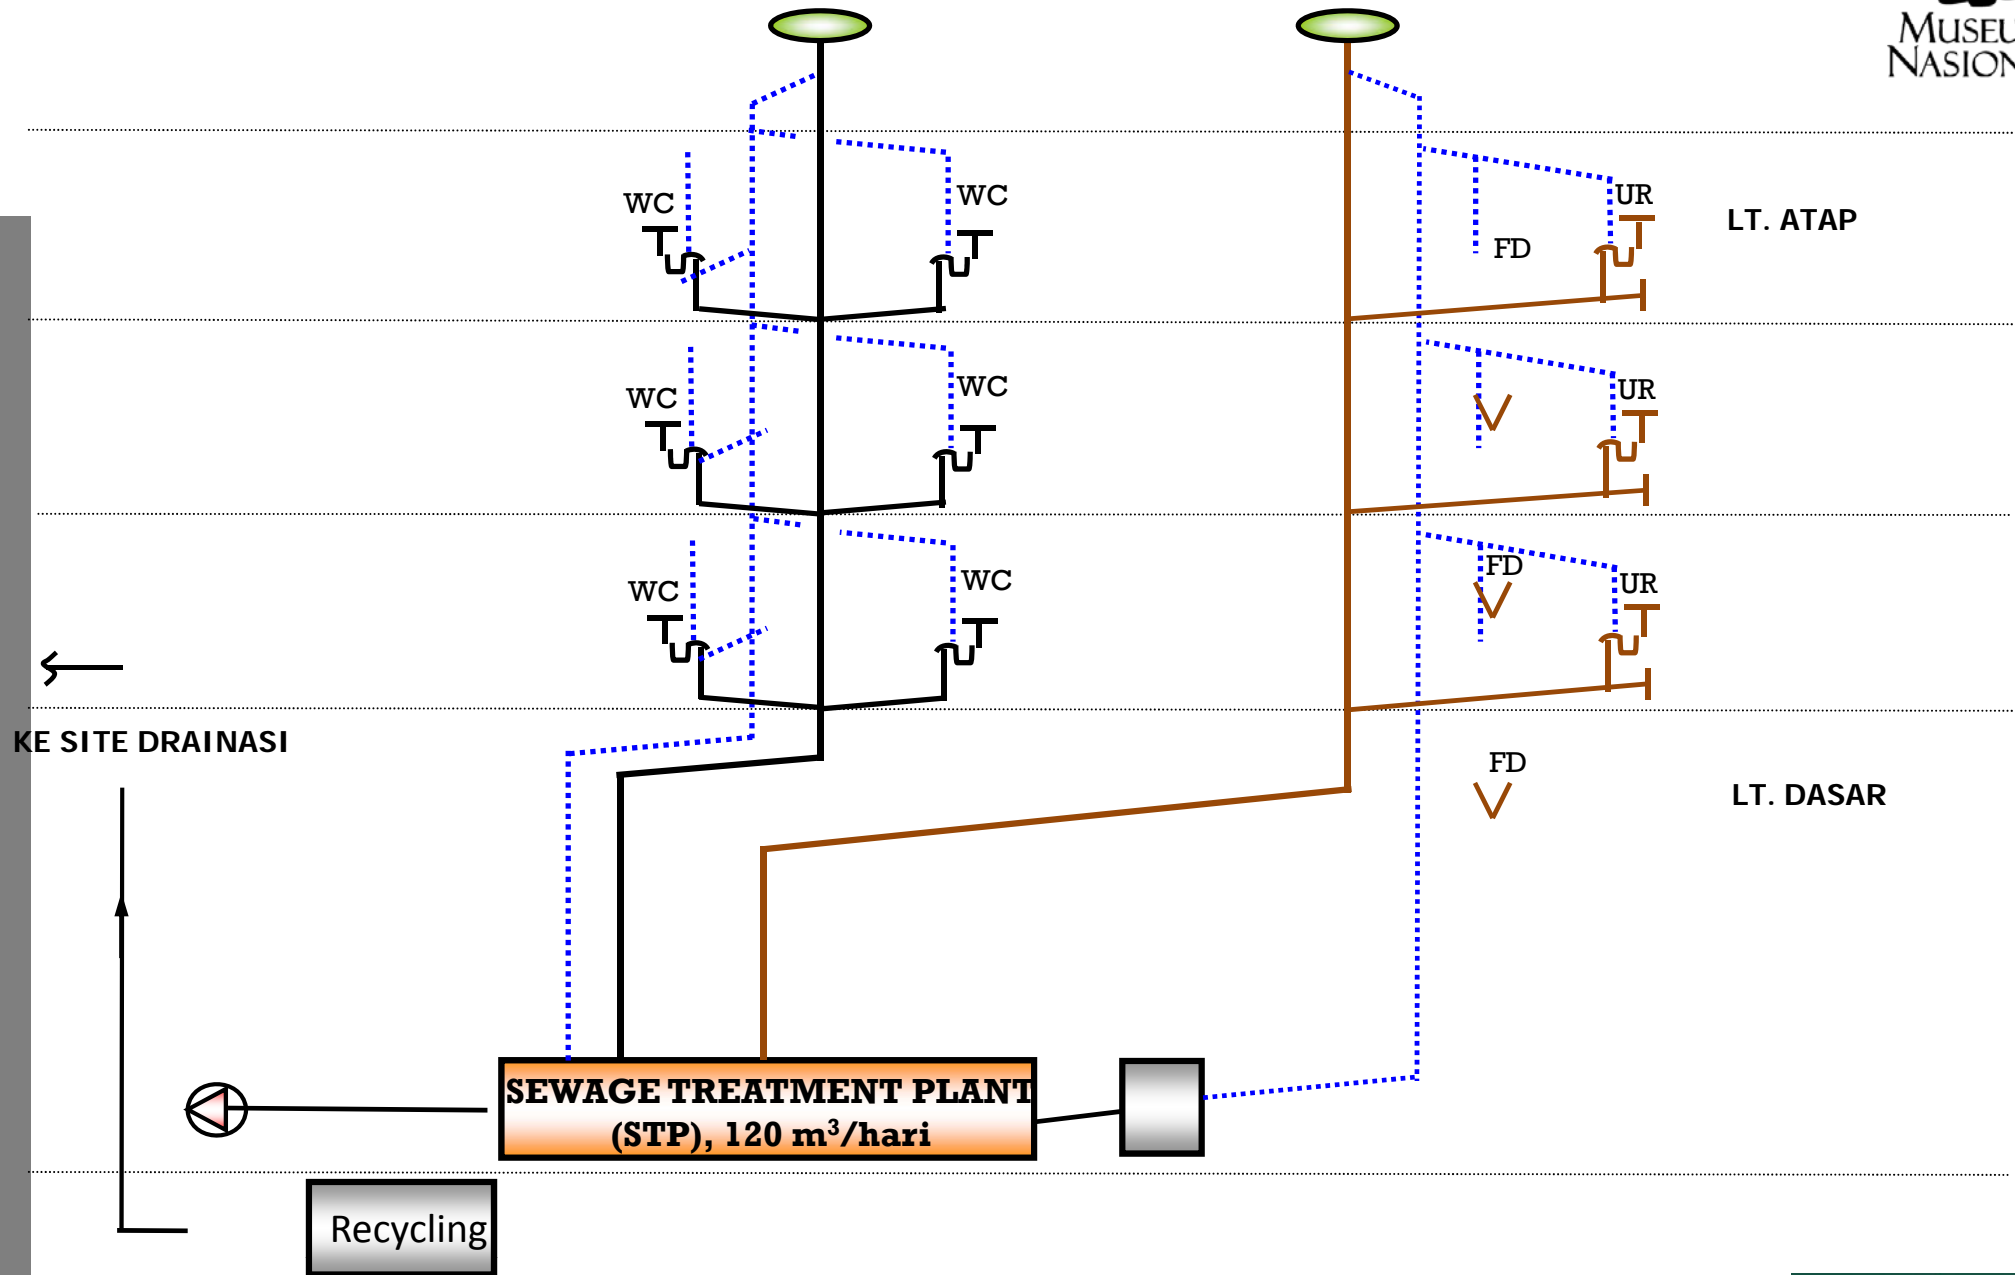 MUSEU
NASION
WC
WC
UR
LT. ATAP
FD
WC
WC
UR
FD
WC
WC
UR
KE SITE DRAINASI
FD
LT. DASAR
SEWAGE TREATMENT PLANT
(STP), 120 m³/hari
Recycling